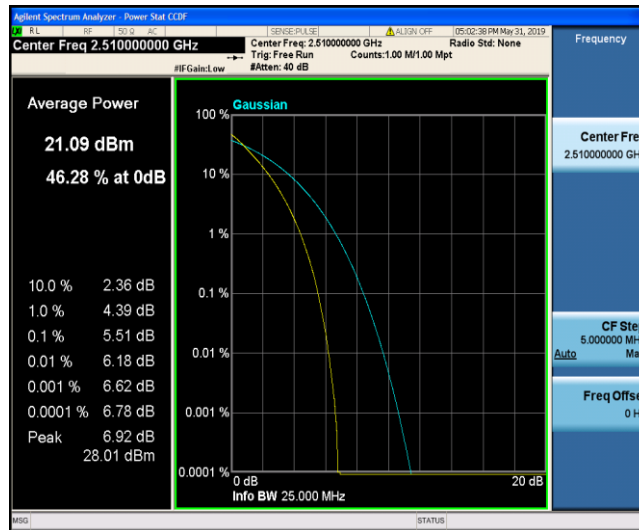 Agilent Spectrum Analyzer - Power Stat CCDF
RL RF 50 Ω AC SENSE:PULSE ALIGN OFF 05:02:38 PM May 31, 2019
Center Freq 2.510000000 GHz
Center Freq: 2.510000000 GHz Radio Std: None
Trig: Free Run Counts:1.00 M/1.00 Mpt
#IFGain:Low #Atten: 40 dB
Frequency
Average Power
21.09 dBm
46.28 % at 0dB
10.0 % 2.36 dB
1.0 % 4.39 dB
0.1 % 5.51 dB
0.01 % 6.18 dB
0.001 % 6.62 dB
0.0001 % 6.78 dB
Peak 6.92 dB
28.01 dBm
Gaussian
100 %
10 %
1 %
0.1 %
0.01 %
0.001 %
0.0001 %
0 dB 20 dB
Info BW 25.000 MHz
Center Fre
2.510000000 GH
CF Ste
5.000000 MH
Auto Ma
Freq Offse
0 H
MSG STATUS